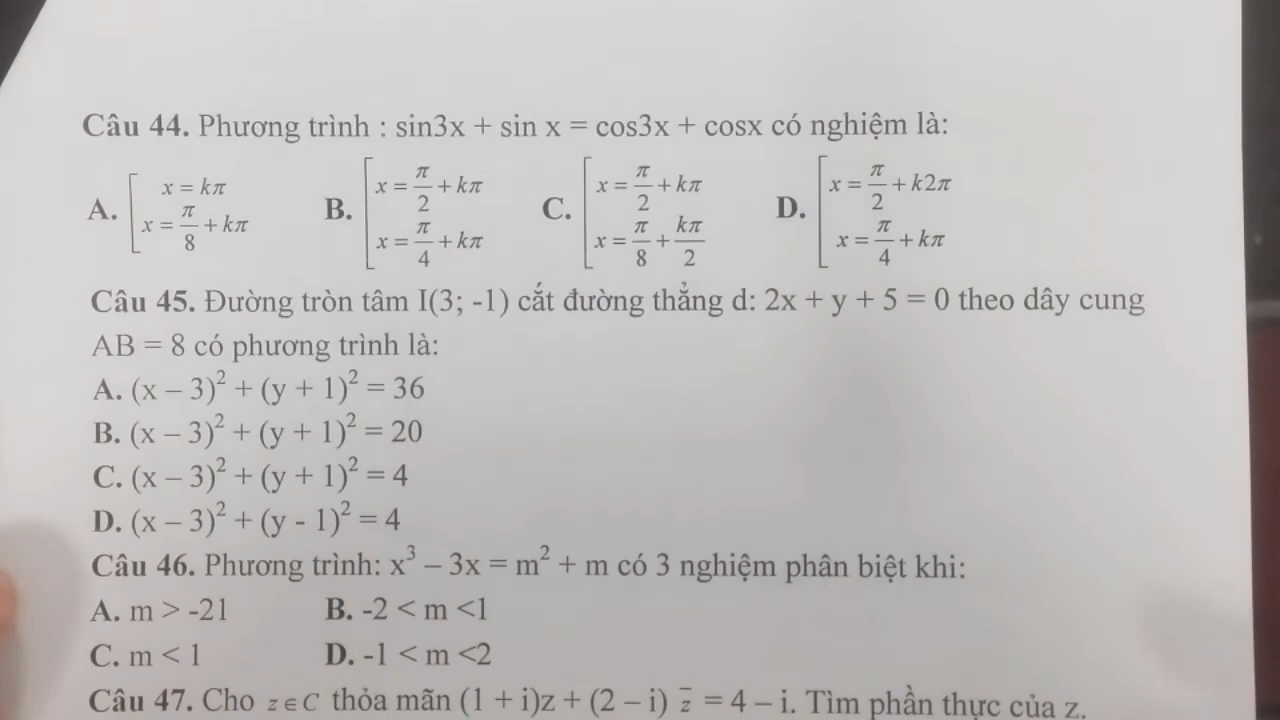 Câu 44. Phương trình : sin3x + sin x = cos3x + cosx có nghiệm là:
A. [x = kπ; x = π/8 + kπ B. [x = π/2 + kπ; x = π/4 + kπ C. [x = π/2 + kπ; x = π/8 + kπ/2 D. [x = π/2 + k2π; x = π/4 + kπ
Câu 45. Đường tròn tâm I(3; -1) cắt đường thẳng d: 2x + y + 5 = 0 theo dây cung
AB = 8 có phương trình là:
A. (x – 3)² + (y + 1)² = 36
B. (x – 3)² + (y + 1)² = 20
C. (x – 3)² + (y + 1)² = 4
D. (x – 3)² + (y - 1)² = 4
Câu 46. Phương trình: x³ – 3x = m² + m có 3 nghiệm phân biệt khi:
A. m > -21 B. -2 < m <1
C. m < 1 D. -1 < m <2
Câu 47. Cho z ∈ C thỏa mãn (1 + i)z + (2 – i) z̄ = 4 – i. Tìm phần thực của z.